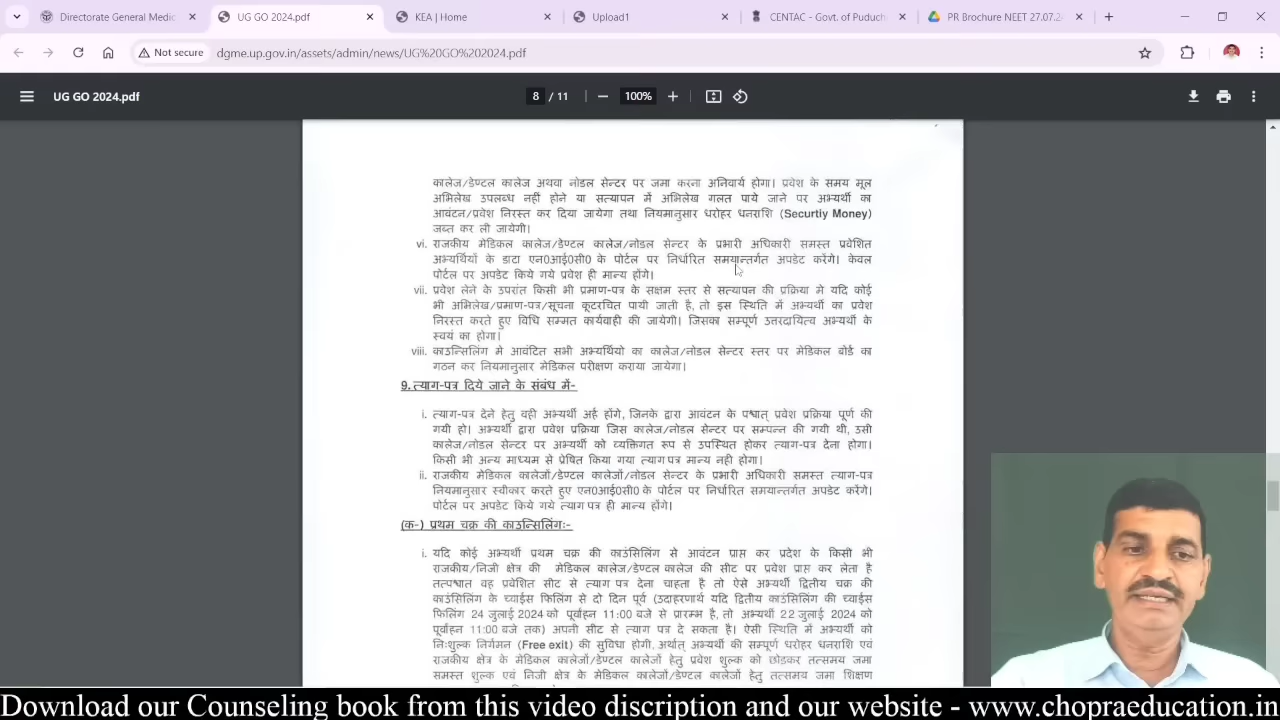 Directorate General Medic
UG GO 2024.pdf
KEA | Home
Upload1
CENTAC - Govt. of Puduch
PR Brochure NEET 27.07.2
Not secure
dgme.up.gov.in/assets/admin/news/UG%20GO%202024.pdf
UG GO 2024.pdf
8 / 11
100%
कालेज/डेण्टल कालेज अथवा नोडल सेन्टर पर जमा करना अनिवार्य होगा। प्रवेश के समय मूल
अभिलेख उपलब्ध नहीं होने या सत्यापन में अभिलेख गलत पाये जाने पर अभ्यर्थी का
आवंटन/प्रवेश निरस्त कर दिया जायेगा तथा नियमानुसार धरोहर धनराशि (Securtiy Money)
जब्त कर ली जायेगी।
vi. राजकीय मेडिकल कालेज/डेण्टल कालेज/नोडल सेन्टर के प्रभारी अधिकारी समस्त प्रवेशित
अभ्यर्थियों के डाटा एन0आई0सी0 के पोर्टल पर निर्धारित समयान्तर्गत अपडेट करेंगे। केवल
पोर्टल पर अपडेट किये गये प्रवेश ही मान्य होंगे।
vii. प्रवेश लेने के उपरांत किसी भी प्रमाण-पत्र के सक्षम स्तर से सत्यापन की प्रक्रिया मे यदि कोई
भी अभिलेख/प्रमाण-पत्र/सूचना कूटरचित पायी जाती है, तो इस स्थिति में अभ्यर्थी का प्रवेश
निरस्त करते हुए विधि सम्मत कार्यवाही की जायेगी। जिसका सम्पूर्ण उत्तरदायित्व अभ्यर्थी के
स्वयं का होगा।
viii. काउन्सिलिंग मे आवंटित सभी अभ्यर्थियो का कालेज/नोडल सेन्टर स्तर पर मेडिकल बोर्ड का
गठन कर नियमानुसार मेडिकल परीक्षण कराया जायेगा।
9. त्याग-पत्र दिये जाने के संबंध में-
i. त्याग-पत्र देने हेतु वही अभ्यर्थी अर्ह होंगे, जिनके द्वारा आवंटन के पश्चात् प्रवेश प्रक्रिया पूर्ण की
गयी हो। अभ्यर्थी द्वारा प्रवेश प्रक्रिया जिस कालेज/नोडल सेन्टर पर सम्पन्न की गयी थी, उसी
कालेज/नोडल सेन्टर पर अभ्यर्थी को व्यक्तिगत रूप से उपस्थित होकर त्याग-पत्र देना होगा।
किसी भी अन्य माध्यम से प्रेषित किया गया त्याग पत्र मान्य नही होगा।
ii. राजकीय मेडिकल कालेजों/डेण्टल कालेजों/नोडल सेन्टर के प्रभारी अधिकारी समस्त त्याग-पत्र
नियमानुसार स्वीकार करते हुए एन0आई0सी0 के पोर्टल पर निर्धारित समयान्तर्गत अपडेट करेंगे।
पोर्टल पर अपडेट किये गये त्याग पत्र ही मान्य होंगे।
(क-) प्रथम चक्र की काउन्सिलिंगः-
i. यदि कोई अभ्यर्थी प्रथम चक्र की काउंसिलिंग से आवंटन प्राप्त कर प्रदेश के किसी भी
राजकीय/निजी क्षेत्र की मेडिकल कालेज/डेण्टल कालेज की सीट पर प्रवेश प्राप्त कर लेता है
तत्पश्चात वह प्रवेशित सीट से त्याग पत्र देना चाहता है तो ऐसे अभ्यर्थी द्वितीय चक्र की
काउंसिलिंग के च्वाईस फिलिंग से दो दिन पूर्व (उदाहरणार्थ यदि द्वितीय काउंसिलिंग की च्वाईस
फिलिंग 24 जुलाई 2024 को पूर्वाहन 11:00 बजे से प्रारम्भ है, तो अभ्यर्थी 22 जुलाई 2024 को
पूर्वाहन 11:00 बजे तक) अपनी सीट से त्याग पत्र दे सकता है। ऐसी स्थिति में अभ्यर्थी को
निःशुल्क निर्गमन (Free exit) की सुविधा होगी, अर्थात् अभ्यर्थी की सम्पूर्ण धरोहर धनराशि एवं
राजकीय क्षेत्र के मेडिकल कालेजों/डेण्टल कालेजों हेतु प्रवेश शुल्क को छोडकर तत्समय जमा
समस्त शुल्क एवं निजी क्षेत्र के मेडिकल कालेजों/डेण्टल कालेजों हेतु तत्समय जमा शिक्षण
Download our Counseling book from this video discription and our website - www.chopraeducation.in